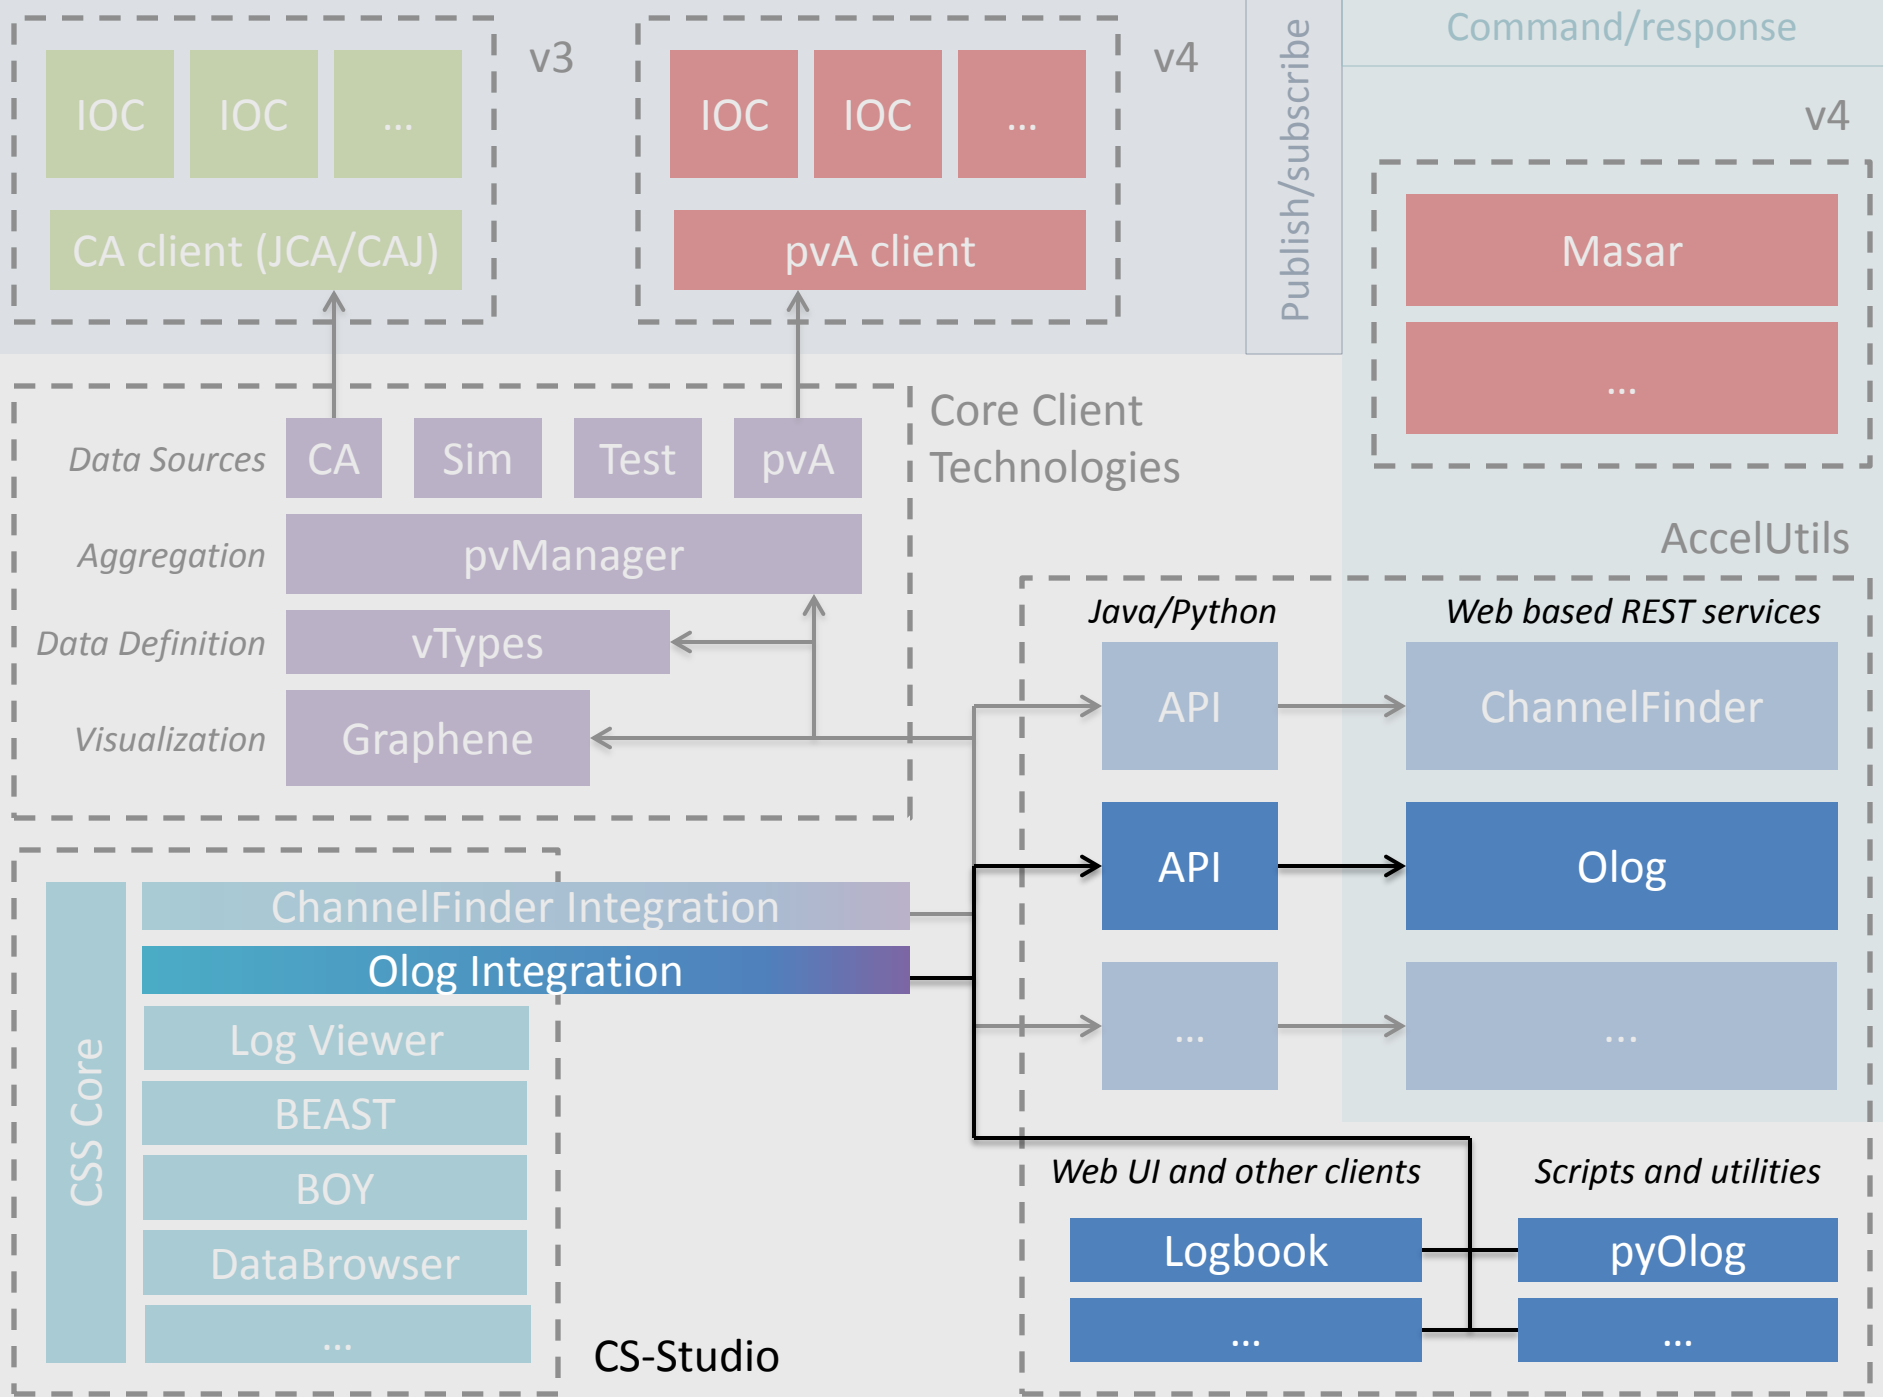 v3
IOC
IOC
...
CA client (JCA/CAJ)
v4
IOC
IOC
...
pvA client
Publish/subscribe
Command/response
v4
Masar
...
Core Client
Technologies
Data Sources
CA
Sim
Test
pvA
Aggregation
pvManager
Data Definition
vTypes
Visualization
Graphene
AccelUtils
Java/Python
Web based REST services
API
ChannelFinder
API
Olog
...
...
CSS Core
ChannelFinder Integration
Olog Integration
Log Viewer
BEAST
BOY
DataBrowser
...
CS-Studio
Web UI and other clients
Scripts and utilities
Logbook
pyOlog
...
...